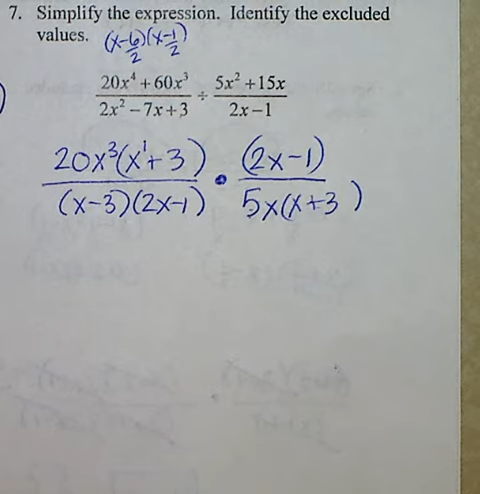 7. Simplify the expression. Identify the excluded
values. (x-6/2)(x-1/2)
20x⁴ + 60x³ / 2x² – 7x + 3 ÷ 5x² + 15x / 2x – 1
20x³(x¹+3) / (x-3)(2x-1) • (2x-1) / 5x(x+3)